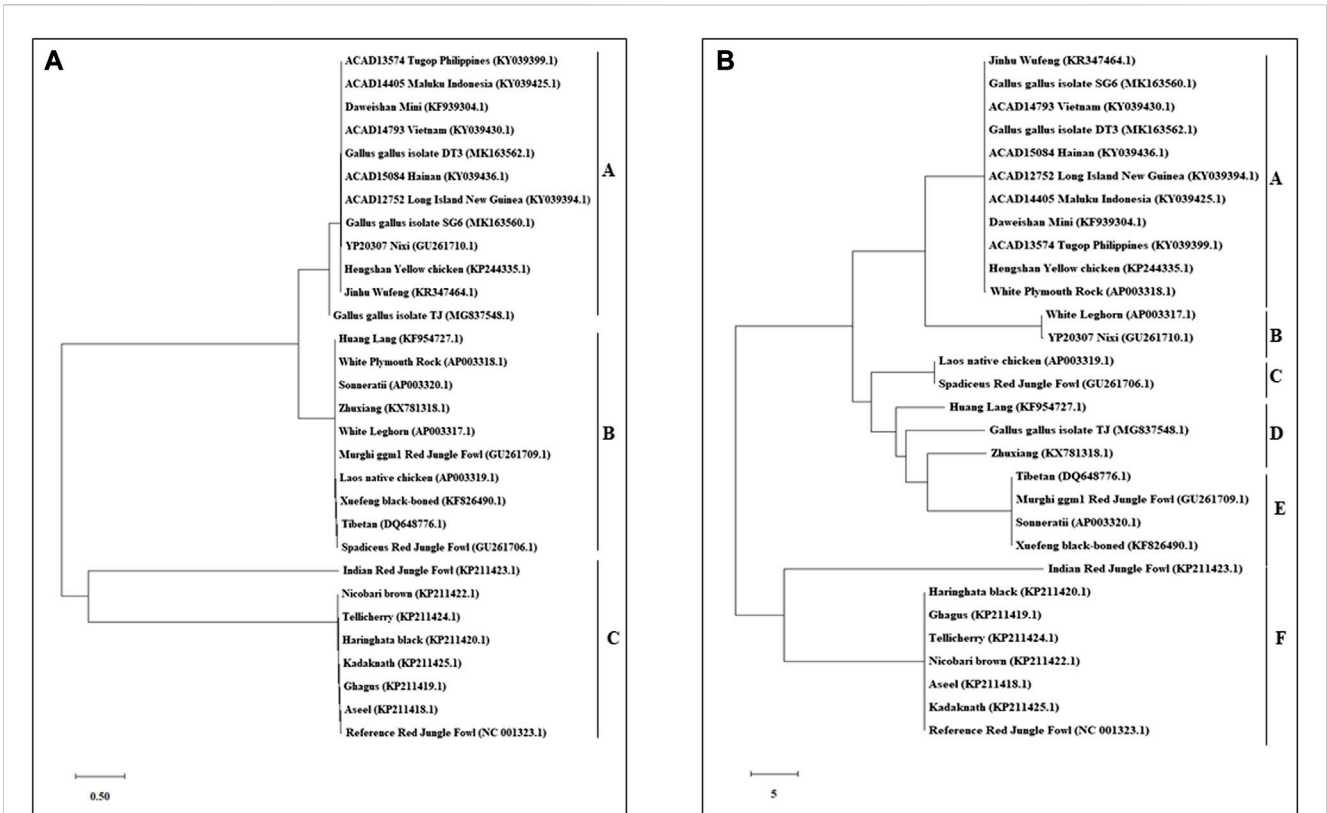 A
ACAD13574 Tugop Philippines (KY039399.1)
ACAD14405 Maluku Indonesia (KY039425.1)
Daweishan Mini (KF939304.1)
ACAD14793 Vietnam (KY039430.1)
Gallus gallus isolate DT3 (MK163562.1)
ACAD15084 Hainan (KY039436.1)
ACAD12752 Long Island New Guinea (KY039394.1)
Gallus gallus isolate SG6 (MK163560.1)
YP20307 Nixi (GU261710.1)
Hengshan Yellow chicken (KP244335.1)
Jinhu Wufeng (KR347464.1)
Gallus gallus isolate TJ (MG837548.1)
A
Huang Lang (KF954727.1)
White Plymouth Rock (AP003318.1)
Sonneratii (AP003320.1)
Zhuxiang (KX781318.1)
White Leghorn (AP003317.1)
Murghi ggm1 Red Jungle Fowl (GU261709.1)
Laos native chicken (AP003319.1)
Xuefeng black-boned (KF826490.1)
Tibetan (DQ648776.1)
Spadiceus Red Jungle Fowl (GU261706.1)
B
Indian Red Jungle Fowl (KP211423.1)
Nicobari brown (KP211422.1)
Tellicherry (KP211424.1)
Haringhata black (KP211420.1)
Kadaknath (KP211425.1)
Ghagus (KP211419.1)
Aseel (KP211418.1)
Reference Red Jungle Fowl (NC 001323.1)
C
0.50
B
Jinhu Wufeng (KR347464.1)
Gallus gallus isolate SG6 (MK163560.1)
ACAD14793 Vietnam (KY039430.1)
Gallus gallus isolate DT3 (MK163562.1)
ACAD15084 Hainan (KY039436.1)
ACAD12752 Long Island New Guinea (KY039394.1)
ACAD14405 Maluku Indonesia (KY039425.1)
Daweishan Mini (KF939304.1)
ACAD13574 Tugop Philippines (KY039399.1)
Hengshan Yellow chicken (KP244335.1)
White Plymouth Rock (AP003318.1)
A
White Leghorn (AP003317.1)
YP20307 Nixi (GU261710.1)
B
Laos native chicken (AP003319.1)
Spadiceus Red Jungle Fowl (GU261706.1)
C
Huang Lang (KF954727.1)
Gallus gallus isolate TJ (MG837548.1)
Zhuxiang (KX781318.1)
D
Tibetan (DQ648776.1)
Murghi ggm1 Red Jungle Fowl (GU261709.1)
Sonneratii (AP003320.1)
Xuefeng black-boned (KF826490.1)
E
Indian Red Jungle Fowl (KP211423.1)
Haringhata black (KP211420.1)
Ghagus (KP211419.1)
Tellicherry (KP211424.1)
Nicobari brown (KP211422.1)
Aseel (KP211418.1)
Kadaknath (KP211425.1)
Reference Red Jungle Fowl (NC 001323.1)
F
5